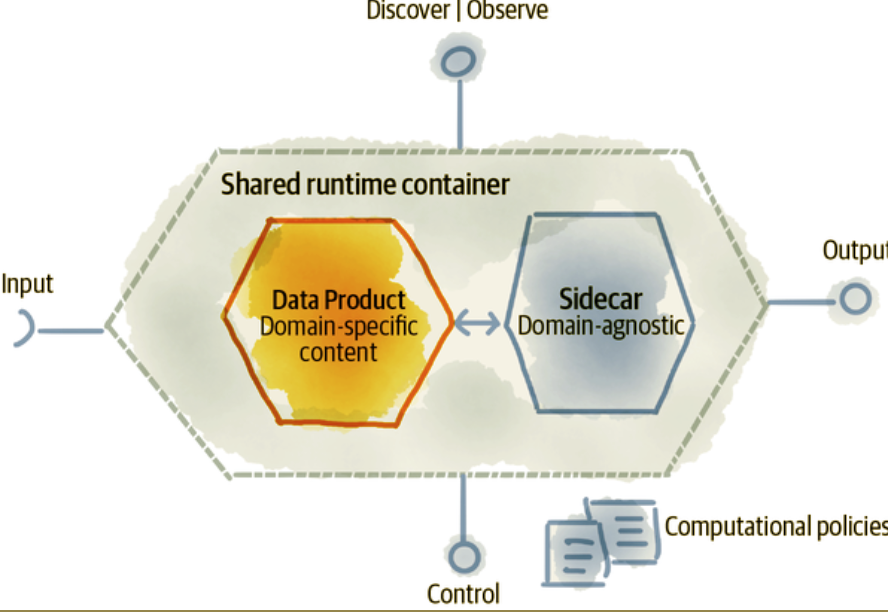 Discover | Observe
Shared runtime container
Input
Output
Data Product
Domain-specific
content
Sidecar
Domain-agnostic
Computational policies
Control